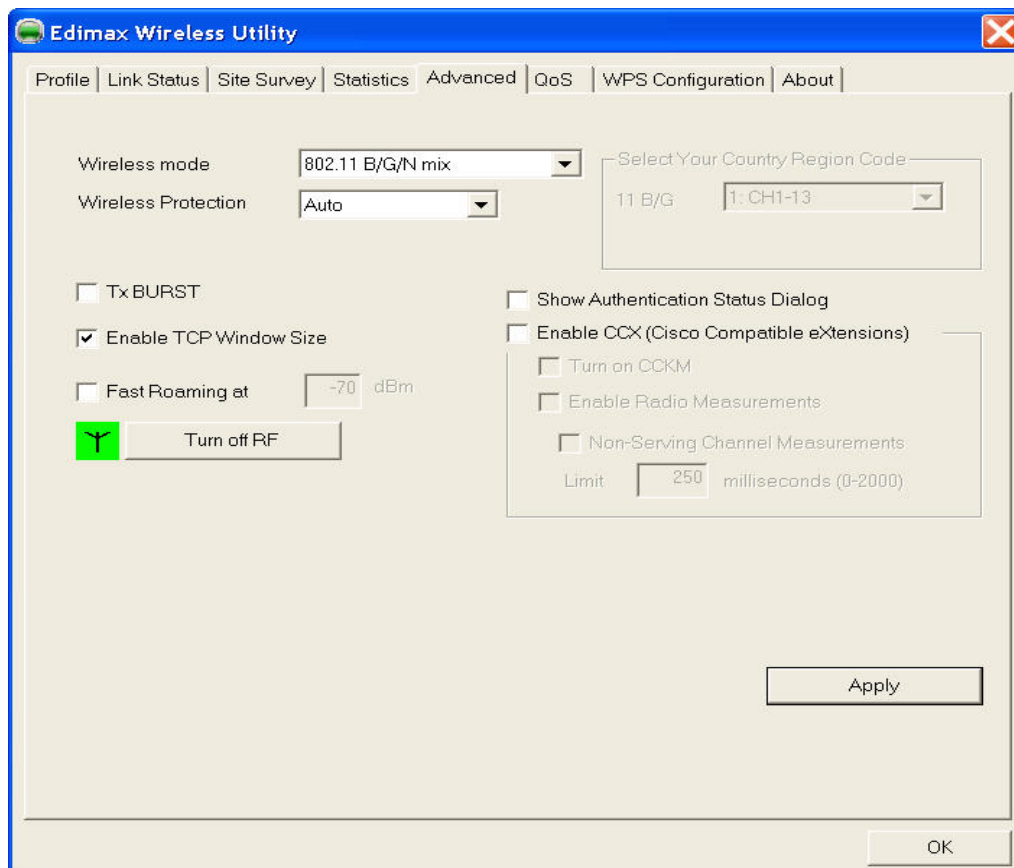 Edimax Wireless Utility
Profile Link Status Site Survey Statistics Advanced QoS WPS Configuration About
Wireless mode 802.11 B/G/N mix
Wireless Protection Auto
Select Your Country Region Code
11 B/G 1: CH1-13
Tx BURST
Enable TCP Window Size
Fast Roaming at -70 dBm
Turn off RF
Show Authentication Status Dialog
Enable CCX (Cisco Compatible eXtensions)
Turn on CCKM
Enable Radio Measurements
Non-Serving Channel Measurements
Limit 250 milliseconds (0-2000)
Apply
OK